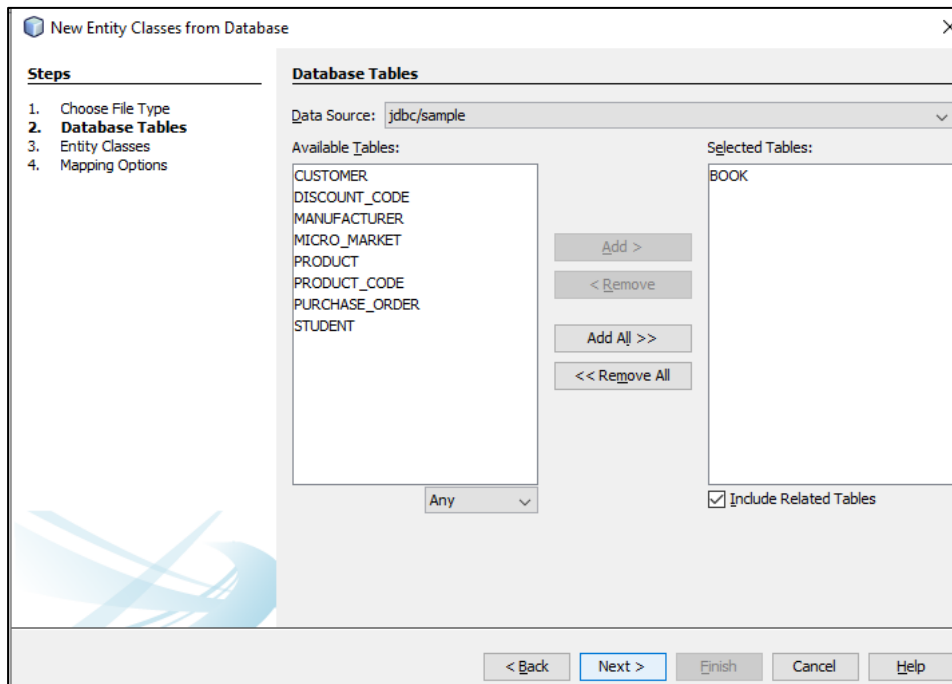 New Entity Classes from Database
Steps
1. Choose File Type
2. Database Tables
3. Entity Classes
4. Mapping Options
Database Tables
Data Source: jdbc/sample
Available Tables:
CUSTOMER
DISCOUNT_CODE
MANUFACTURER
MICRO_MARKET
PRODUCT
PRODUCT_CODE
PURCHASE_ORDER
STUDENT
Any
Add >
< Remove
Add All >>
<< Remove All
Selected Tables:
BOOK
Include Related Tables
< Back Next > Finish Cancel Help